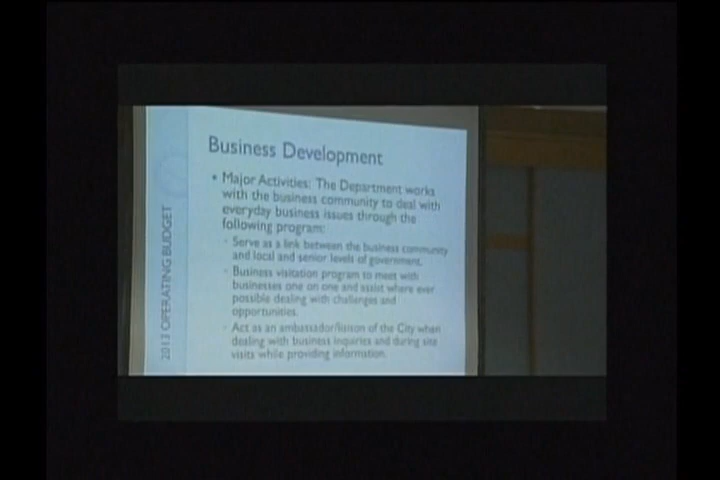 Business Development
• Major Activities: The Department works
with the business community to deal with
everyday business issues through the
following program:
• Serve as a link between the business community
and local and senior levels of government.
• Business visitation program to meet with
businesses one on one and assist where ever
possible dealing with challenges and
opportunities.
• Act as an ambassador/liaison of the City when
dealing with business inquiries and during site
visits while providing information.
2013 OPERATING BUDGET